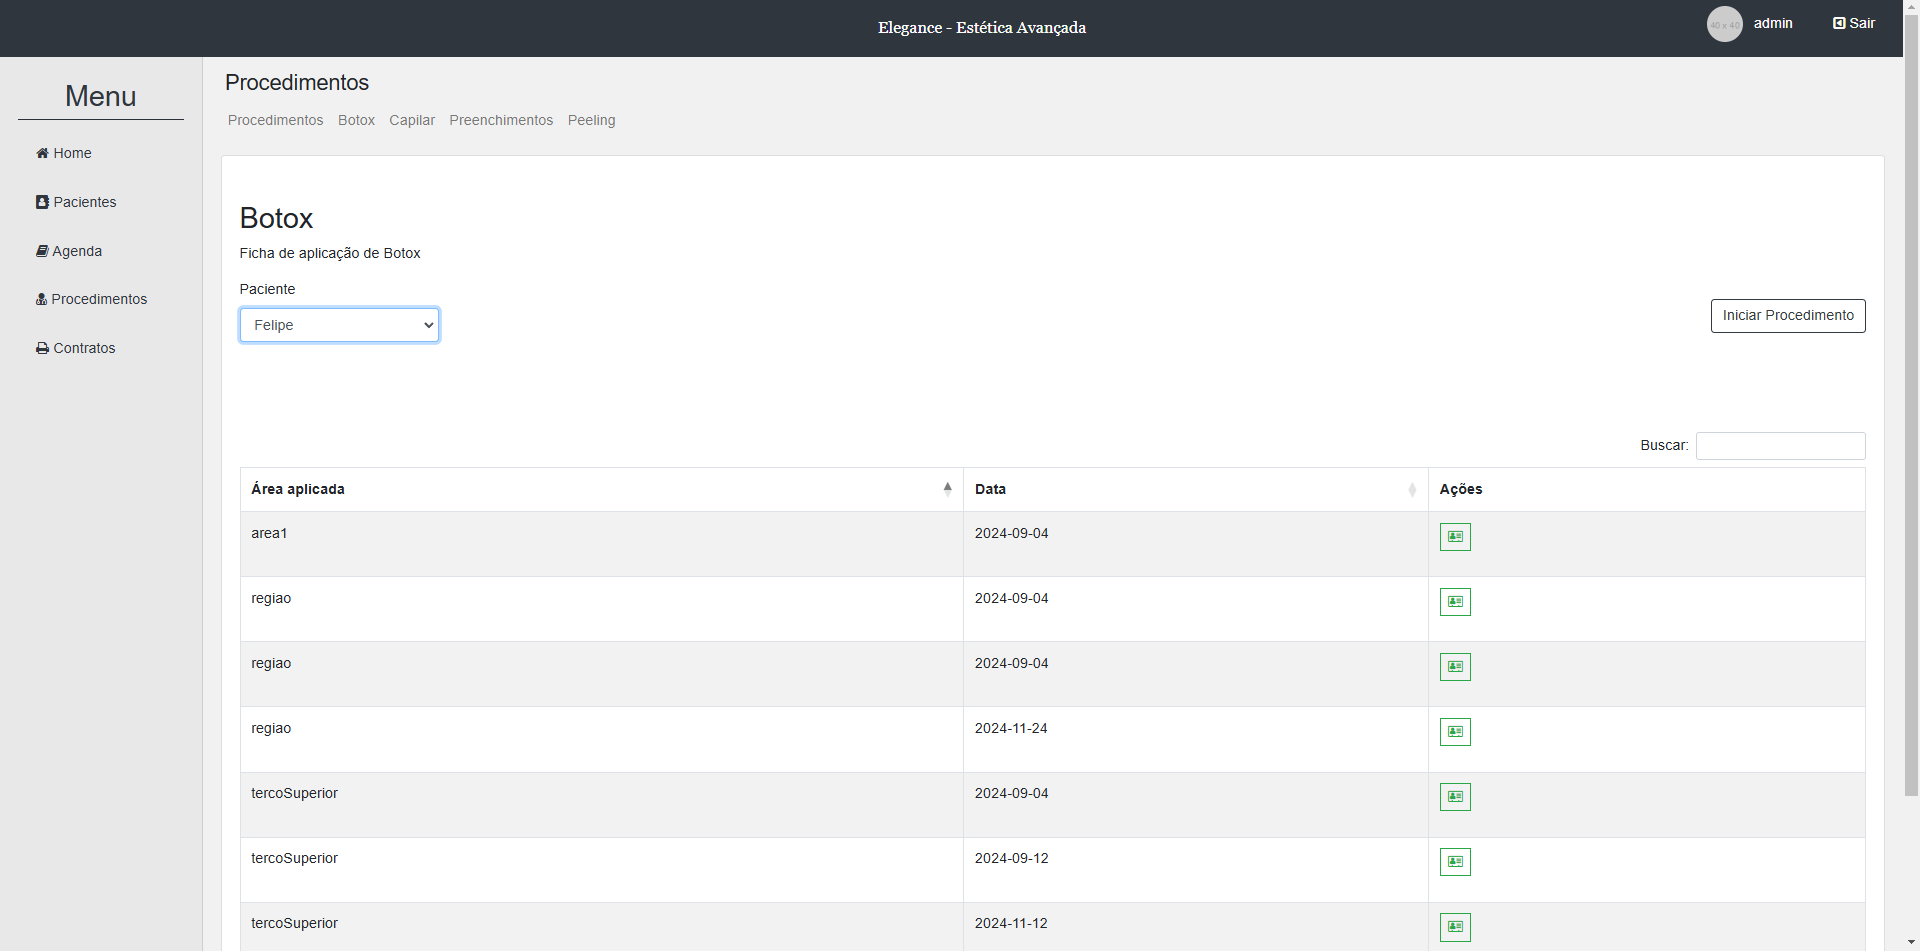 Elegance - Estética Avançada
40 x 40
admin
Sair
Menu
Home
Pacientes
Agenda
Procedimentos
Contratos
Procedimentos
Procedimentos Botox Capilar Preenchimentos Peeling
Botox
Ficha de aplicação de Botox
Paciente
Felipe
Iniciar Procedimento
Buscar:
Área aplicada Data Ações
area1 2024-09-04
regiao 2024-09-04
regiao 2024-09-04
regiao 2024-11-24
tercoSuperior 2024-09-04
tercoSuperior 2024-09-12
tercoSuperior 2024-11-12